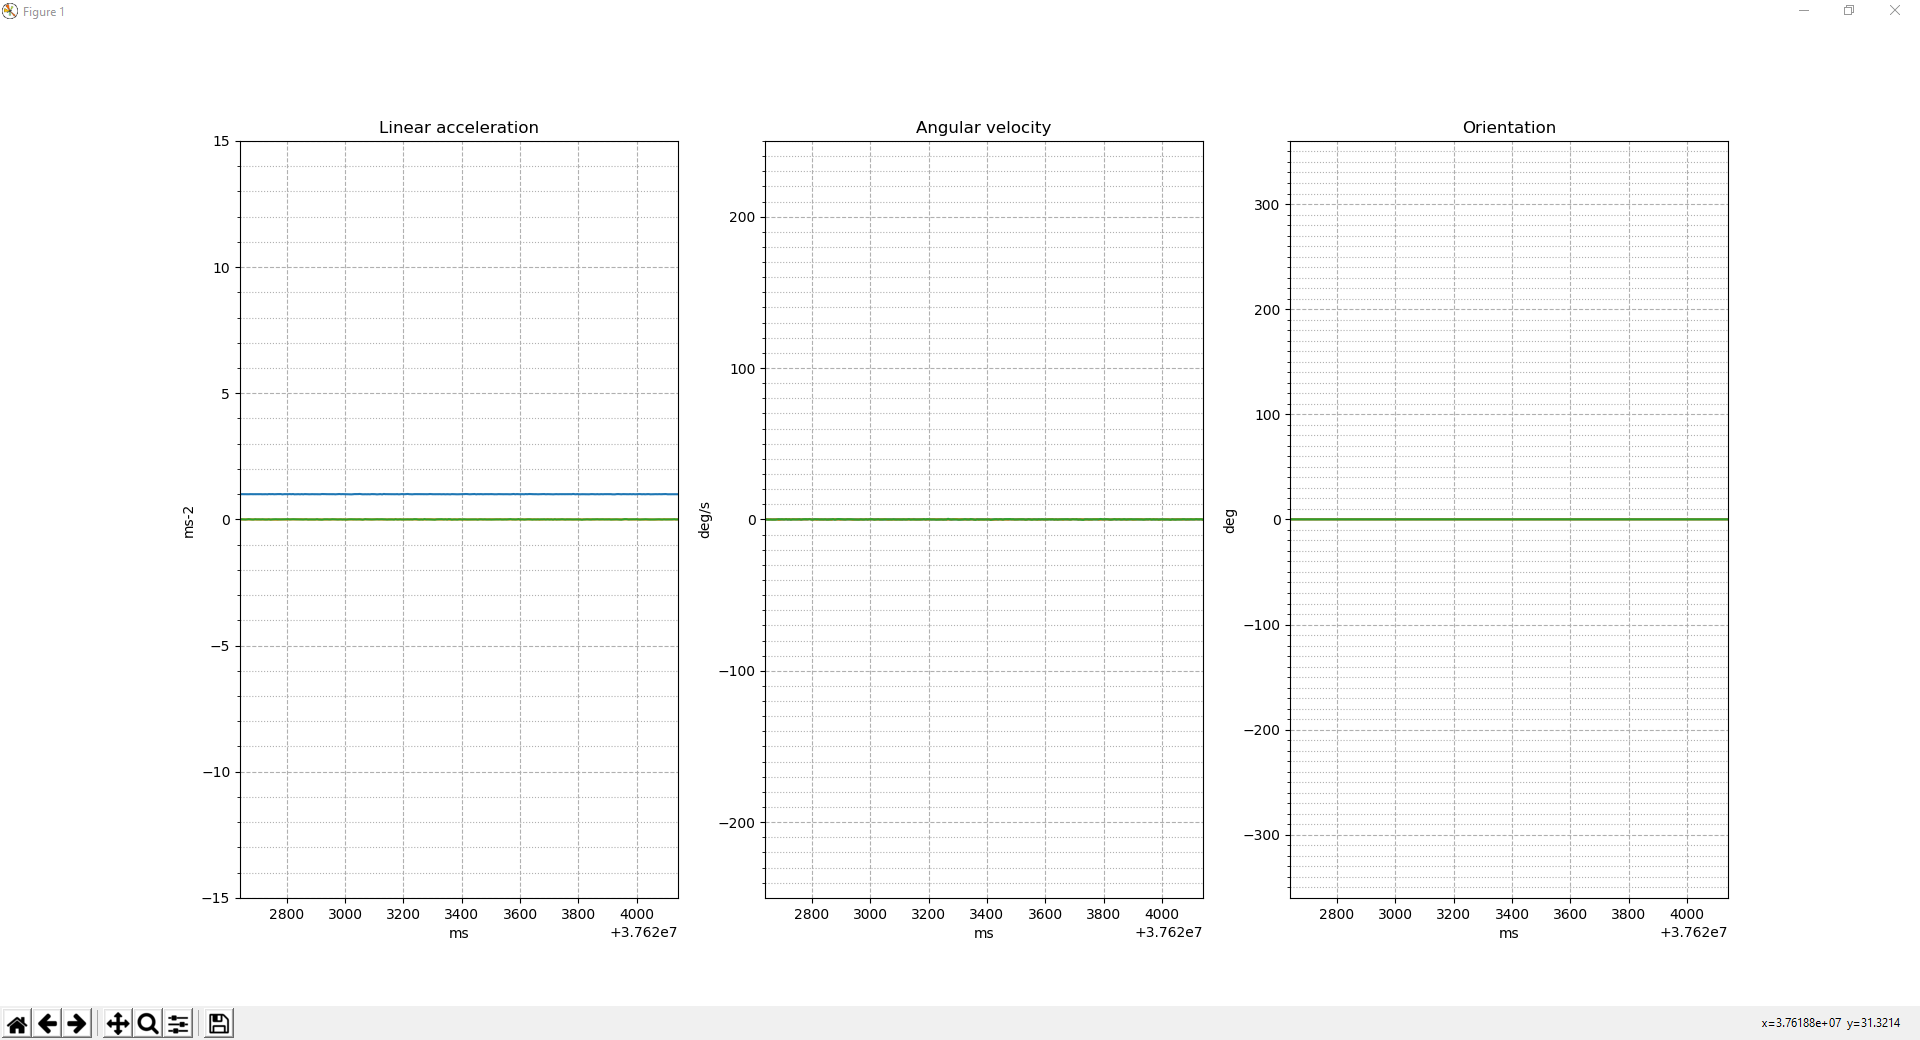 Figure 1
Linear acceleration
15
10
5
0
−5
−10
−15
ms-2
2800 3000 3200 3400 3600 3800 4000
ms
+3.762e7
Angular velocity
200
100
0
−100
−200
deg/s
2800 3000 3200 3400 3600 3800 4000
ms
+3.762e7
Orientation
300
200
100
0
−100
−200
−300
deg
2800 3000 3200 3400 3600 3800 4000
ms
+3.762e7
x=3.76188e+07 y=31.3214